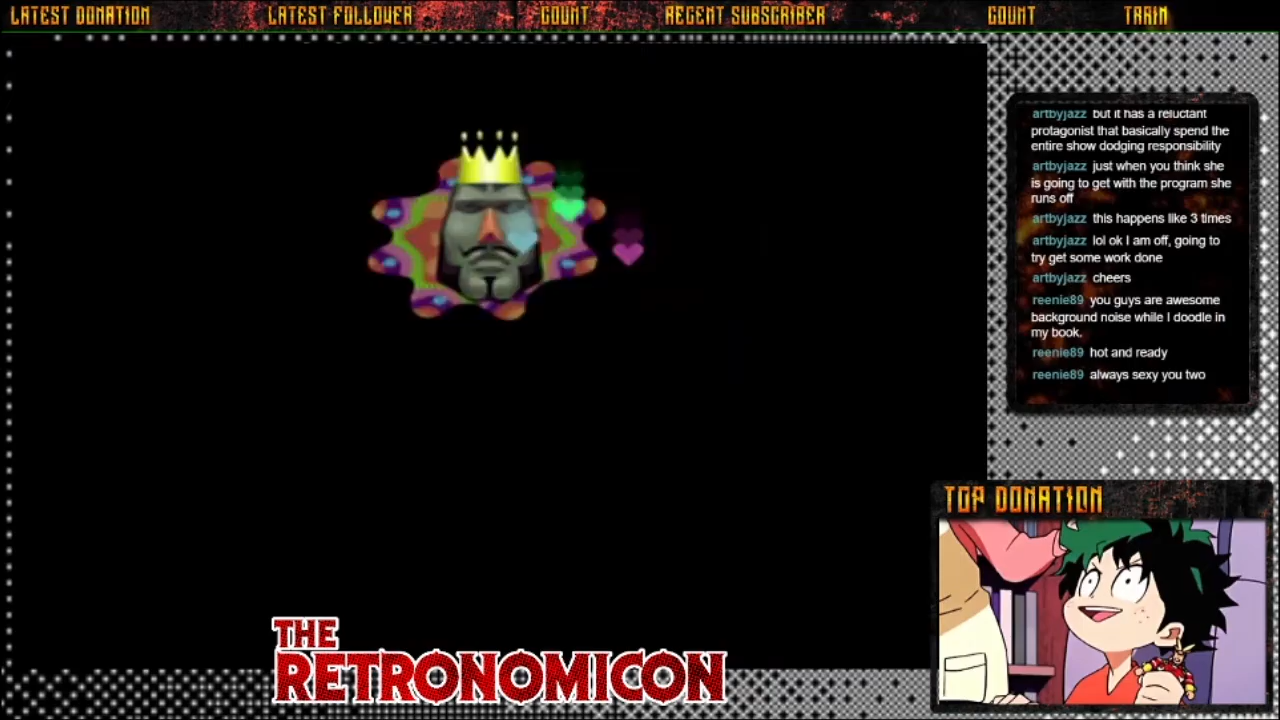 LATEST DONATION LATEST FOLLOWER COUNT RECENT SUBSCRIBER COUNT TRAIN
artbyjazz but it has a reluctant
protagonist that basically spend the
entire show dodging responsibility
artbyjazz just when you think she
is going to get with the program she
runs off
artbyjazz this happens like 3 times
artbyjazz lol ok I am off, going to
try get some work done
artbyjazz cheers
reenie89 you guys are awesome
background noise while I doodle in
my book.
reenie89 hot and ready
reenie89 always sexy you two
TOP DONATION
THE
RETRONOMICON